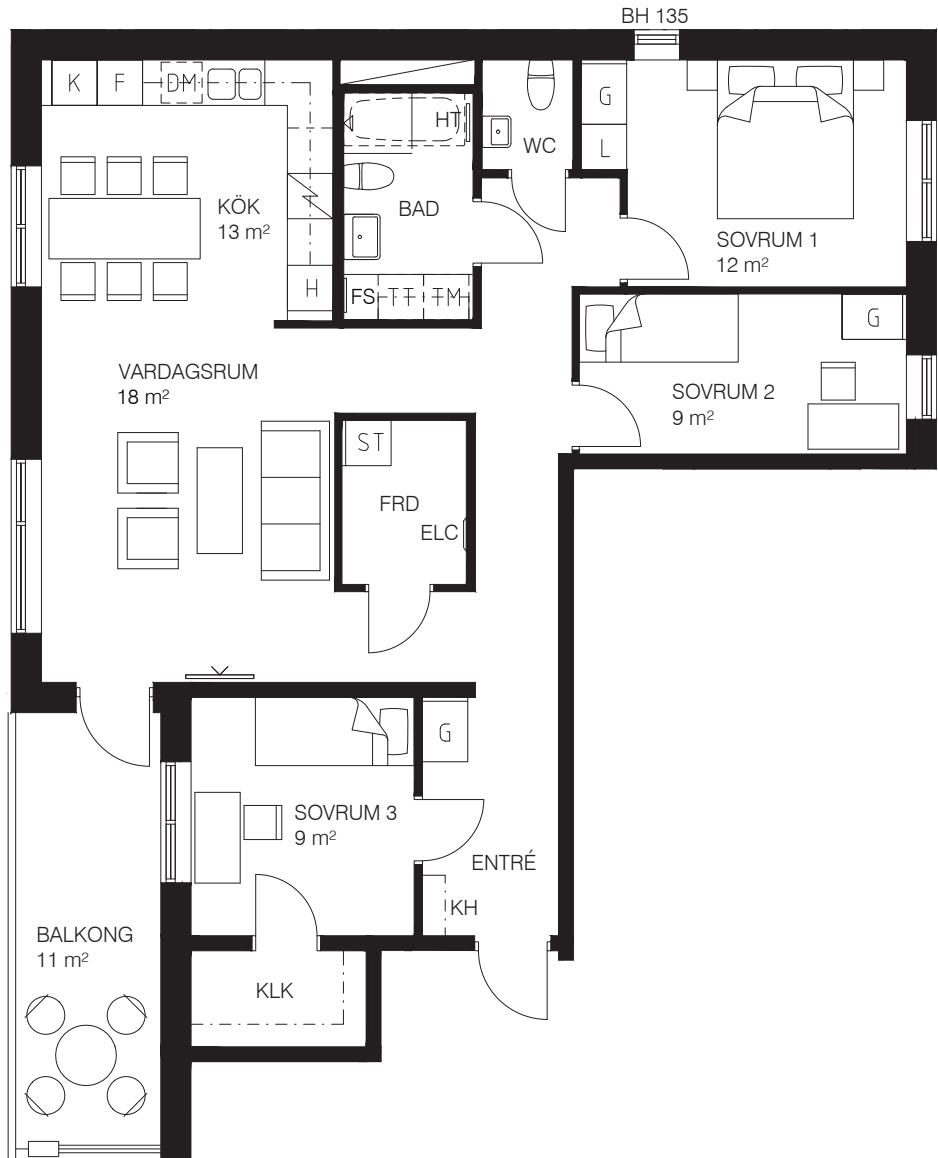 BH 135
K F DM
G
HT
WC
L
BAD
KÖK
13 m²
SOVRUM 1
12 m²
H
FS TT TM
G
VARDAGSRUM
18 m²
SOVRUM 2
9 m²
ST
FRD
ELC
G
SOVRUM 3
9 m²
ENTRÉ
KH
BALKONG
11 m²
KLK